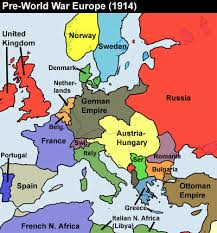 Pre-World War Europe (1914)
United
Kingdom
Norway
Sweden
Denmark
Nether-
lands
German
Empire
Russia
Belg.
France
Swi.
Austria-
Hungary
Italy
Ser
Romania
Bulgaria
Portugal
Spain
Greece
Ottoman
Empire
French N. Africa
Italian N. Africa
(Libya)